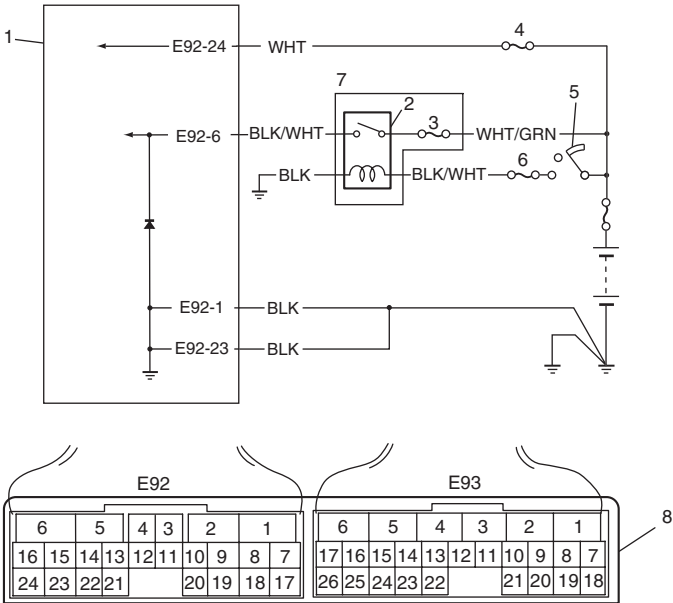 4
1
E92-24 WHT
7
2
5
E92-6 BLK/WHT 3 WHT/GRN
6
BLK BLK/WHT
E92-1 BLK
E92-23 BLK
E92 E93
8
6 5 4 3 2 1 6 5 4 3 2 1
16 15 14 13 12 11 10 9 8 7 17 16 15 14 13 12 11 10 9 8 7
24 23 22 21 20 19 18 17 26 25 24 23 22 21 20 19 18